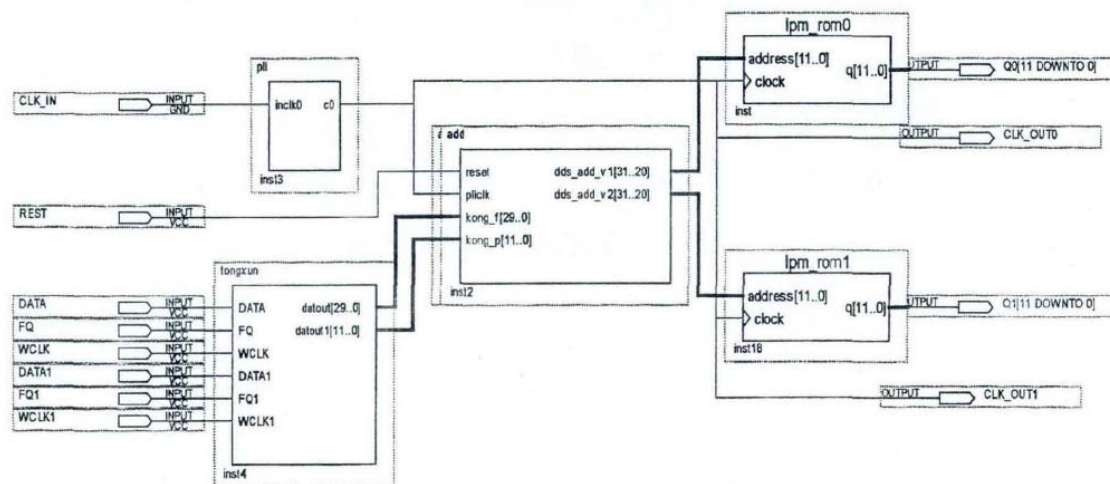 lpm_rom0
address[11..0]
q[11..0]
clock
inst
OUTPUT
Q0[11 DOWNTO 0]
OUTPUT
CLK_OUT0
pll
inclk0
c0
inst3
CLK_IN
INPUT
GND
add
reset
pllclk
kong_f[29..0]
kong_p[11..0]
dds_add_v1[31..20]
dds_add_v2[31..20]
inst2
REST
INPUT
VCC
lpm_rom1
address[11..0]
q[11..0]
clock
inst18
OUTPUT
Q1[11 DOWNTO 0]
OUTPUT
CLK_OUT1
tongxun
DATA
FQ
WCLK
DATA1
FQ1
WCLK1
datout[29..0]
datout1[11..0]
inst4
DATA
INPUT
VCC
FQ
INPUT
VCC
WCLK
INPUT
VCC
DATA1
INPUT
VCC
FQ1
INPUT
VCC
WCLK1
INPUT
VCC